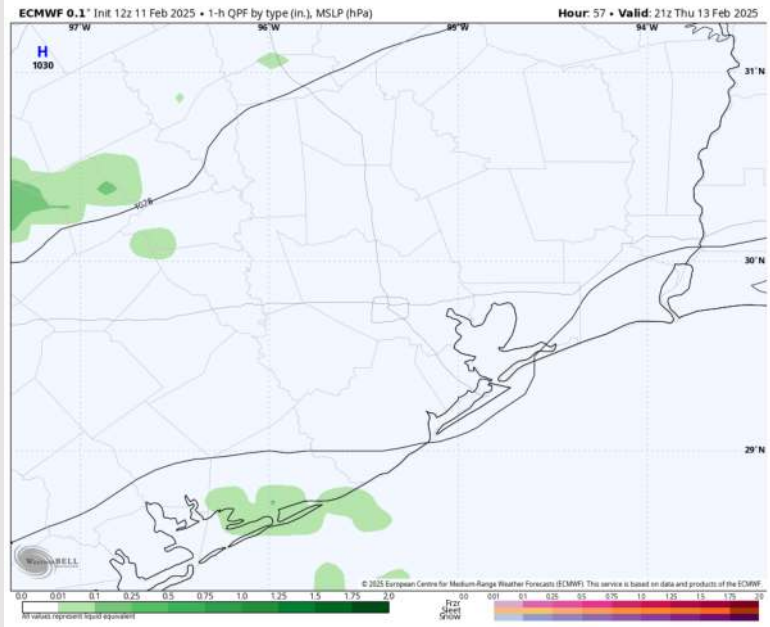 ECMWF 0.1° Init 12z 11 Feb 2025 • 1-h QPF by type (in.), MSLP (hPa) Hour: 57 • Valid: 21z Thu 13 Feb 2025
97°W 96°W 95°W 94°W
H
1030
31°N
1028
30°N
29°N
WeatherBELL
© 2025 European Centre for Medium-Range Weather Forecasts (ECMWF). This service is based on data and products of the ECMWF.
0.0 0.01 0.1 0.25 0.5 0.75 1.0 1.25 1.5 1.75 2.0 0.0 0.01 0.1 0.25 0.5 0.75 1.0 1.25 1.5 1.75 2.0
All values represent liquid equivalent
Frzr
Sleet
Snow